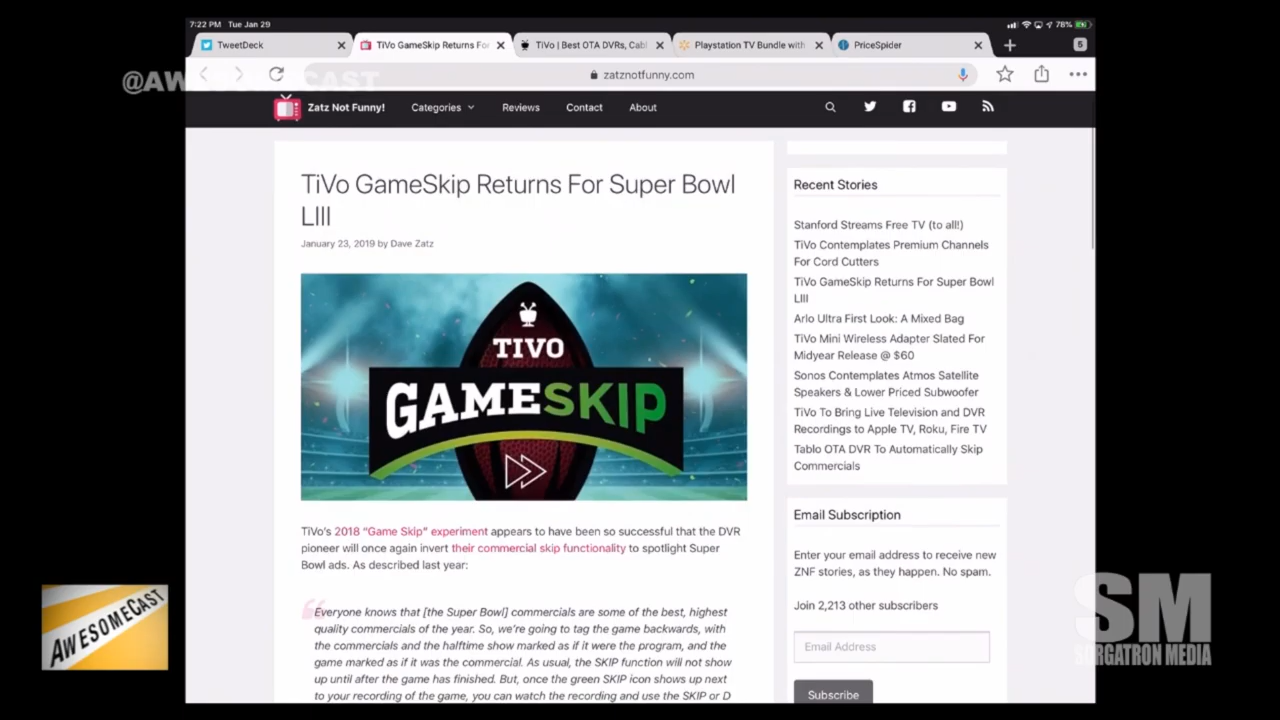 7:22 PM Tue Jan 29
78%
TweetDeck
TiVo GameSkip Returns For
TiVo | Best OTA DVRs, Cabl
Playstation TV Bundle with
PriceSpider
5
zatznotfunny.com
Zatz Not Funny!
Categories
Reviews
Contact
About
TiVo GameSkip Returns For Super Bowl
LIII
January 23, 2019 by Dave Zatz
TIVO
GAMESKIP
TiVo's 2018 “Game Skip” experiment appears to have been so successful that the DVR
pioneer will once again invert their commercial skip functionality to spotlight Super
Bowl ads. As described last year:
Everyone knows that [the Super Bowl] commercials are some of the best, highest
quality commercials of the year. So, we're going to tag the game backwards, with
the commercials and the halftime show marked as if it were the program, and the
game marked as if it was the commercial. As usual, the SKIP function will not show
up until after the game has finished. But, once the green SKIP icon shows up next
to your recording of the game, you can watch the recording and use the SKIP or D
Recent Stories
Stanford Streams Free TV (to all!)
TiVo Contemplates Premium Channels
For Cord Cutters
TiVo GameSkip Returns For Super Bowl
LIII
Arlo Ultra First Look: A Mixed Bag
TiVo Mini Wireless Adapter Slated For
Midyear Release @ $60
Sonos Contemplates Atmos Satellite
Speakers & Lower Priced Subwoofer
TiVo To Bring Live Television and DVR
Recordings to Apple TV, Roku, Fire TV
Tablo OTA DVR To Automatically Skip
Commercials
Email Subscription
Enter your email address to receive new
ZNF stories, as they happen. No spam.
Join 2,213 other subscribers
Email Address
Subscribe
@AWESOMECAST
AWESOMECAST
SM
SORGATRON MEDIA